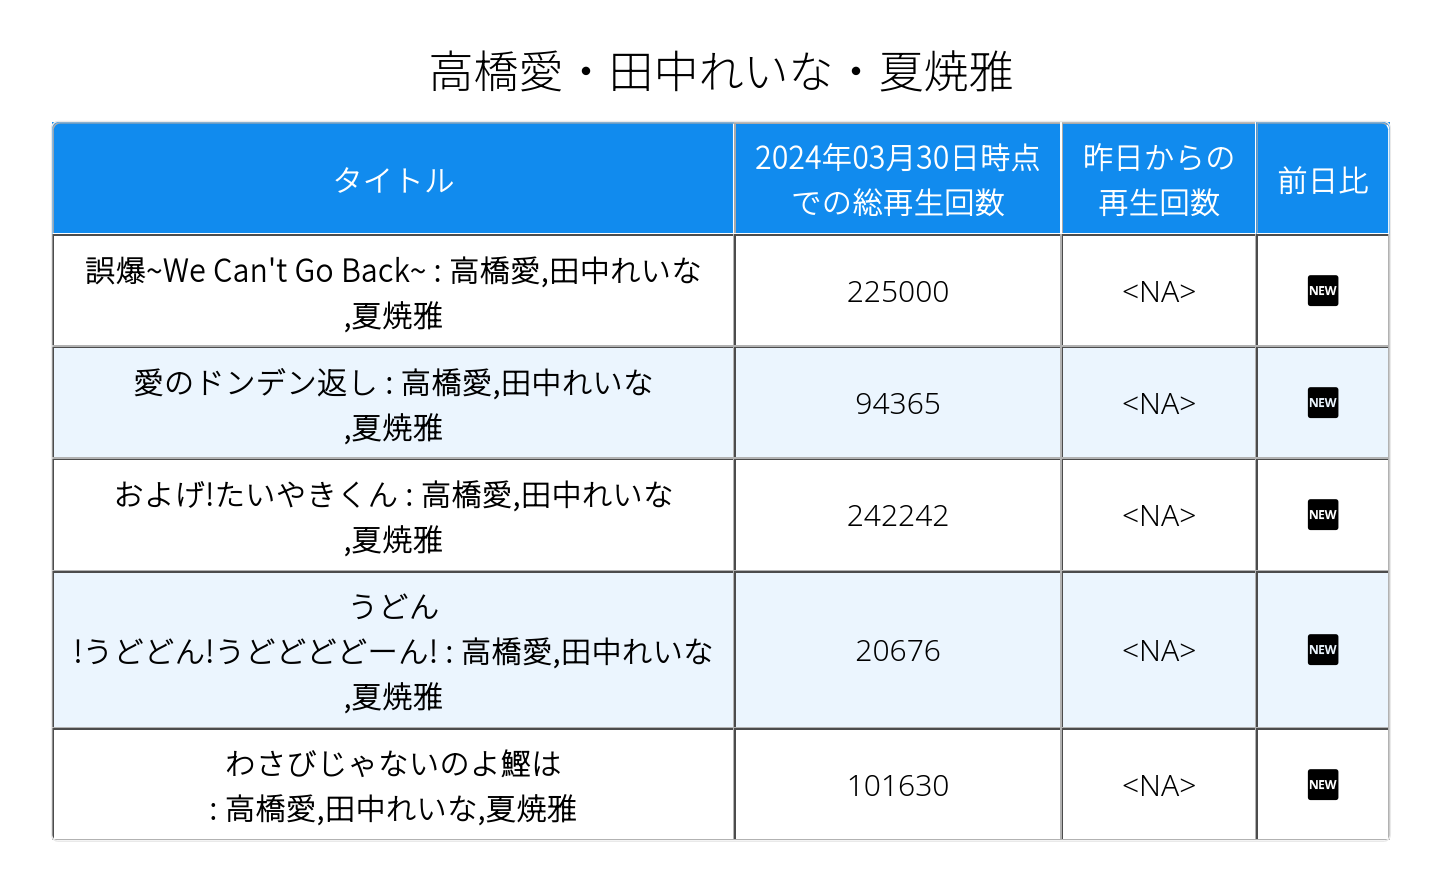 高橋愛・田中れいな・夏焼雅
タイトル
2024年03月30日時点
での総再生回数
昨日からの
再生回数
前日比
誤爆~We Can't Go Back~ : 高橋愛,田中れいな
,夏焼雅
225000
<NA>
NEW
愛のドンデン返し : 高橋愛,田中れいな
,夏焼雅
94365
<NA>
NEW
およげ!たいやきくん : 高橋愛,田中れいな
,夏焼雅
242242
<NA>
NEW
うどん
!うどどん!うどどどどーん! : 高橋愛,田中れいな
,夏焼雅
20676
<NA>
NEW
わさびじゃないのよ鰹は
: 高橋愛,田中れいな,夏焼雅
101630
<NA>
NEW